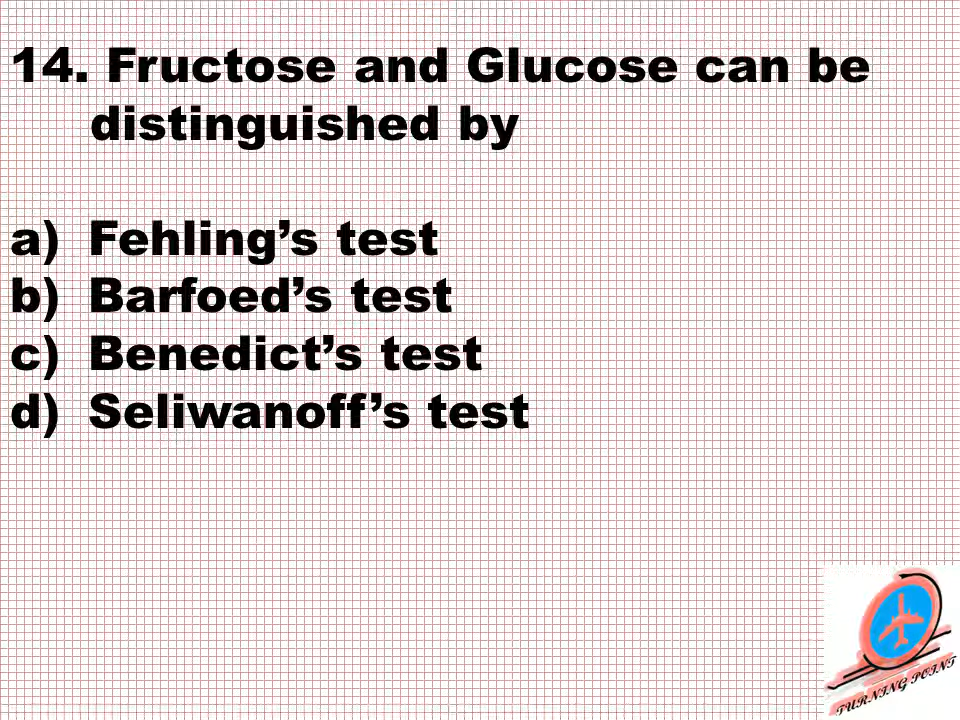 14. Fructose and Glucose can be
distinguished by
a) Fehling’s test
b) Barfoed’s test
c) Benedict’s test
d) Seliwanoff’s test
TURNING POINT